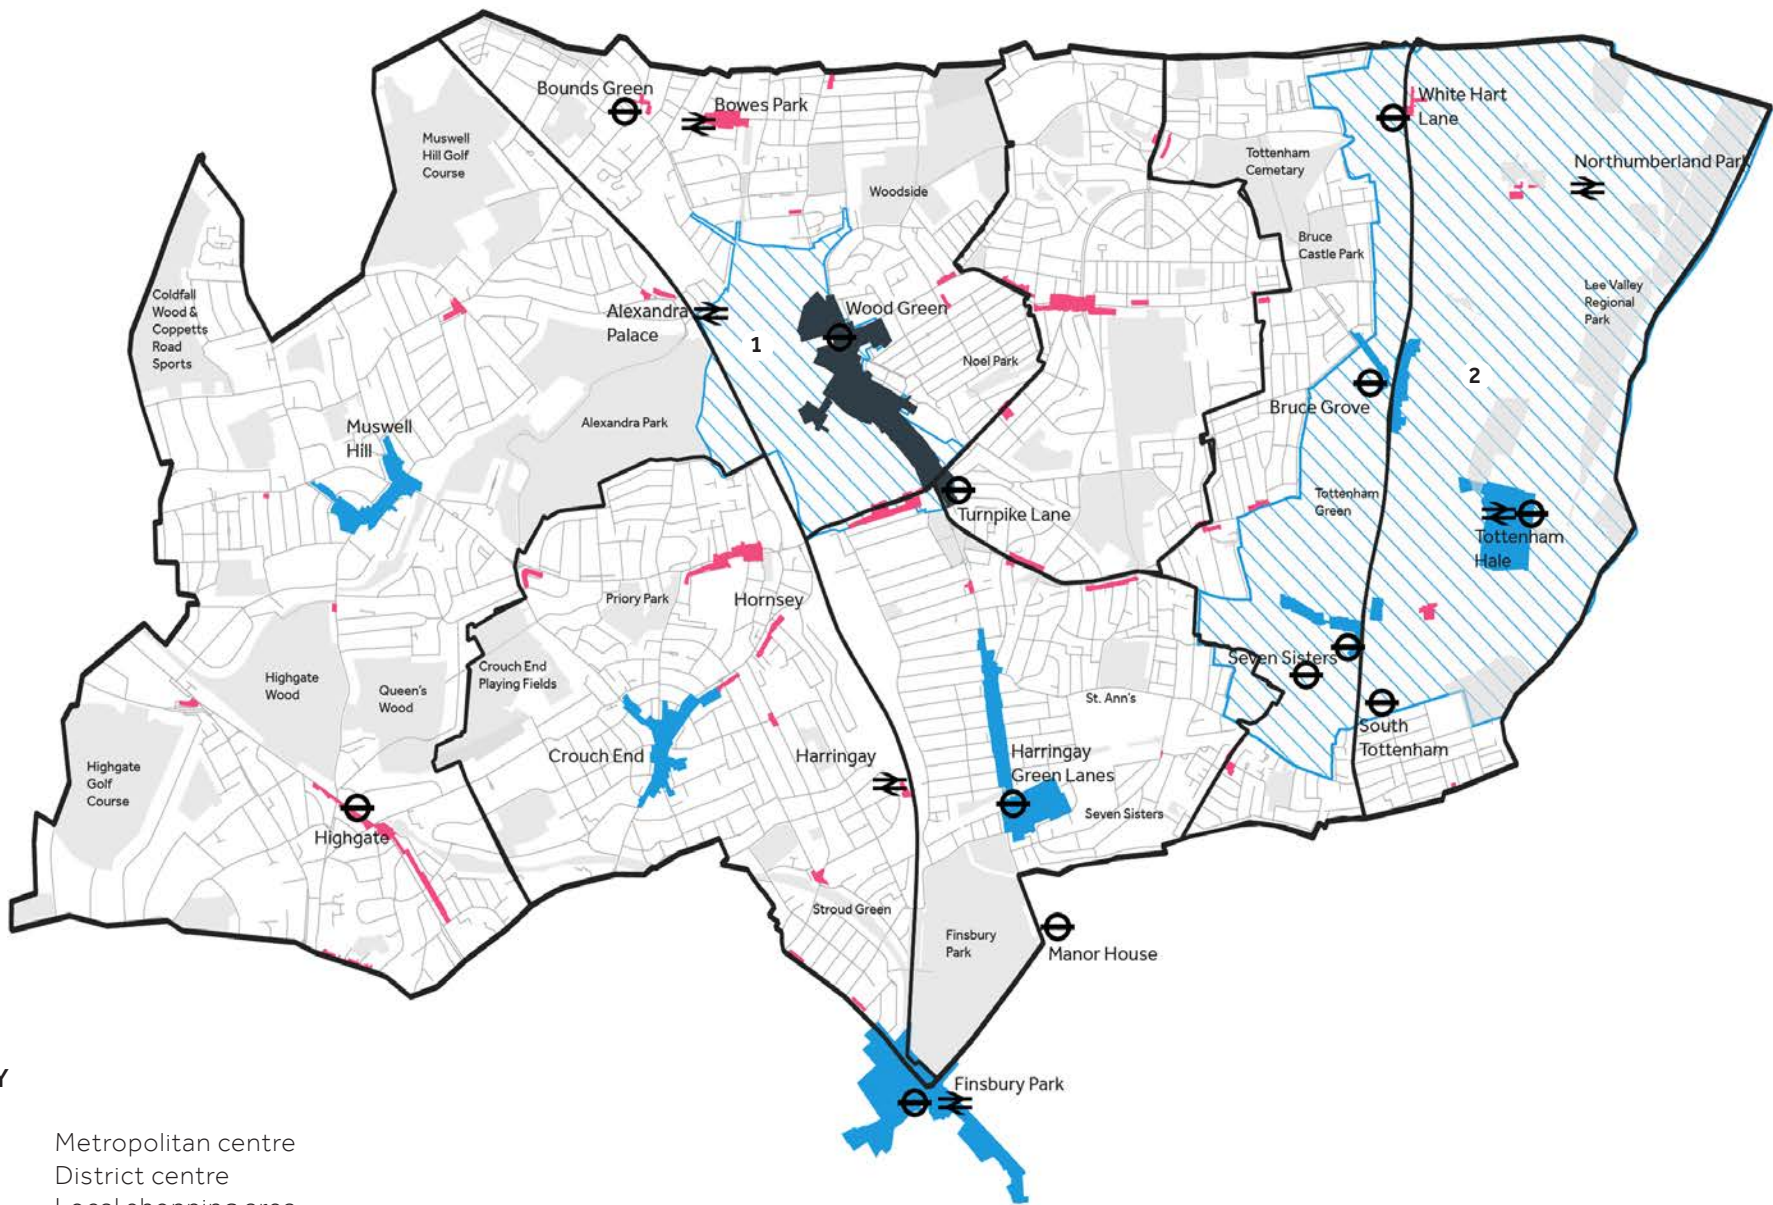 Bounds Green
Bowes Park
White Hart
Lane
Muswell
Hill Golf
Course
Tottenham
Cemetary
Northumberland Park
Woodside
Bruce
Castle Park
Coldfall
Wood &
Coppetts
Road
Sports
Lee Valley
Regional
Park
Alexandra
Palace
Wood Green
1
Noel Park
2
Bruce Grove
Muswell
Hill
Alexandra Park
Tottenham
Green
Turnpike Lane
Tottenham
Hale
Priory Park
Hornsey
Crouch End
Playing Fields
Highgate
Wood
Queen's
Wood
Seven Sisters
St. Ann's
South
Tottenham
Highgate
Golf
Course
Crouch End
Harringay
Harringay
Green Lanes
Seven Sisters
Highgate
Stroud Green
Finsbury
Park
Manor House
Finsbury Park
Y
Metropolitan centre
District centre
Local shopping area